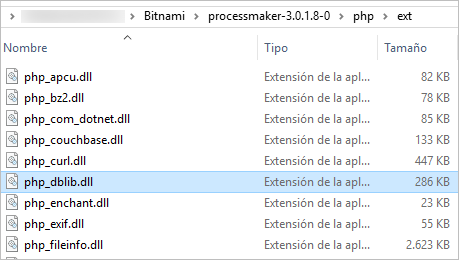 Bitnami > processmaker-3.0.1.8-0 > php > ext
Nombre Tipo Tamaño
php_apcu.dll Extensión de la apl... 82 KB
php_bz2.dll Extensión de la apl... 78 KB
php_com_dotnet.dll Extensión de la apl... 85 KB
php_couchbase.dll Extensión de la apl... 133 KB
php_curl.dll Extensión de la apl... 447 KB
php_dblib.dll Extensión de la apl... 286 KB
php_enchant.dll Extensión de la apl... 23 KB
php_exif.dll Extensión de la apl... 55 KB
php_fileinfo.dll Extensión de la apl... 2.623 KB